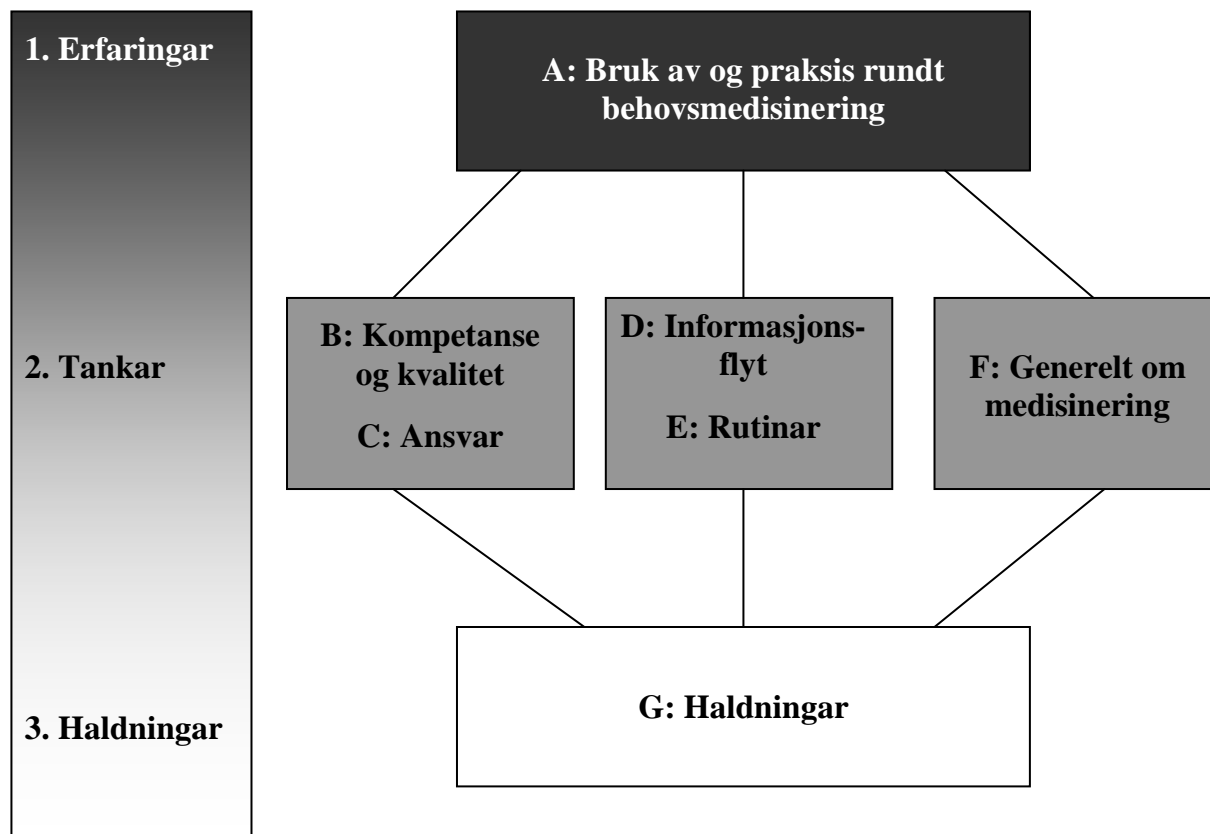 1. Erfaringar
A: Bruk av og praksis rundt
behovsmedisinering
2. Tankar
B: Kompetanse
og kvalitet
C: Ansvar
D: Informasjons-
flyt
E: Rutinar
F: Generelt om
medisinering
3. Haldningar
G: Haldningar